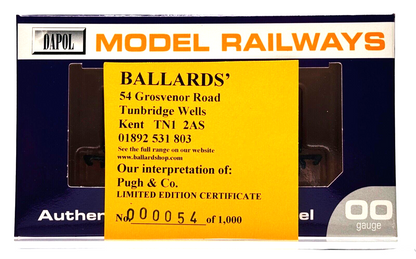 DAPOL
MODEL RAILWAYS
BALLARDS'
54 Grosvenor Road
Tunbridge Wells
Kent TN1 2AS
01892 531 803
See the full range on our website
www.ballardshop.com
Our interpretation of:
Pugh & Co.
LIMITED EDITION CERTIFICATE
No. 000054 of 1,000
OO
gauge